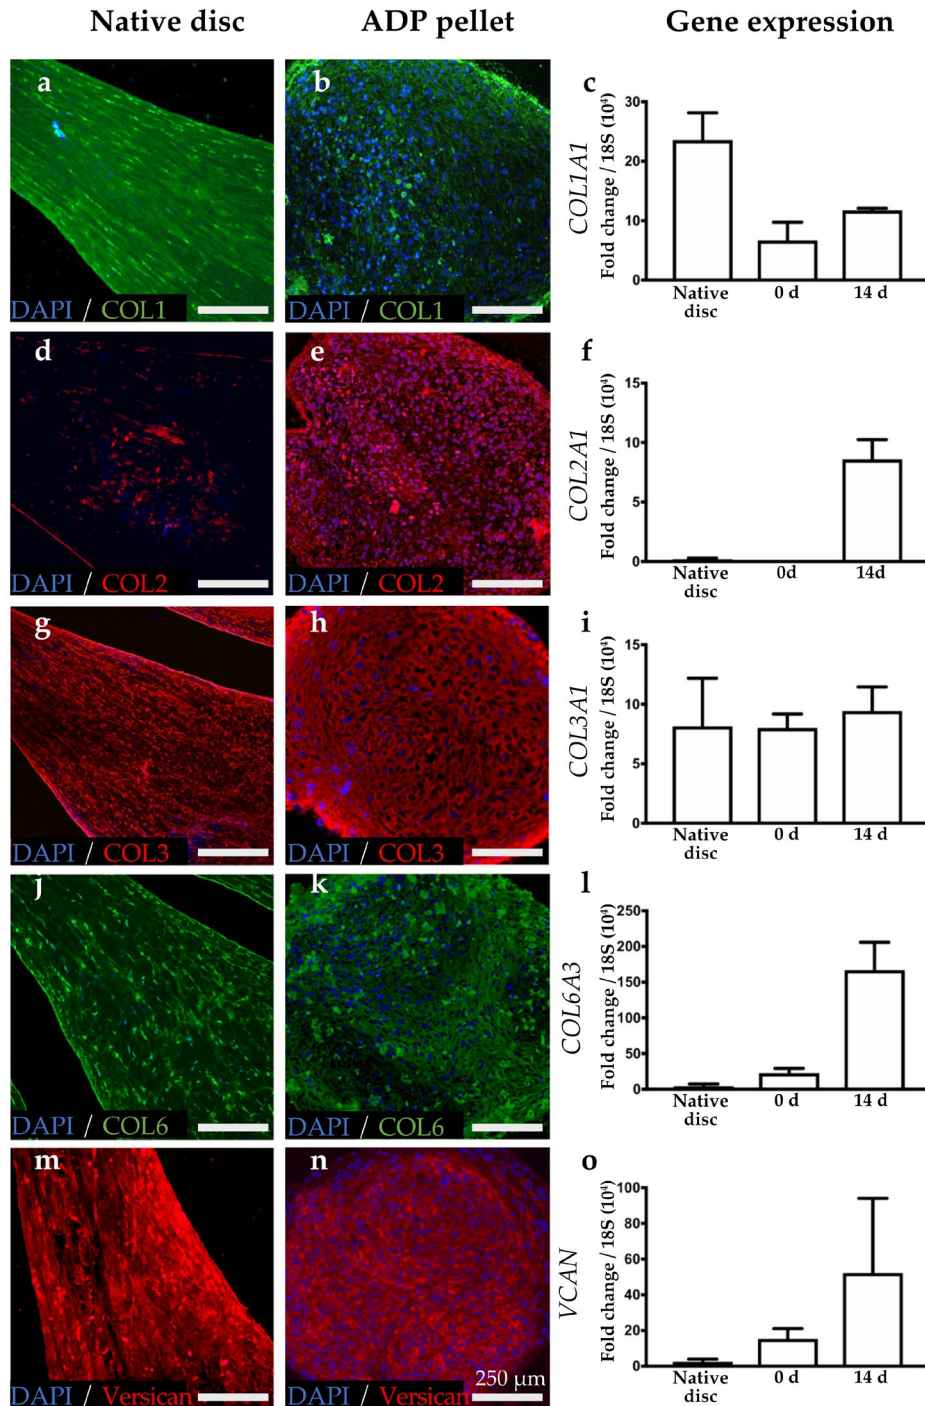 Native disc
ADP pellet
Gene expression
a
DAPI / COL1
b
DAPI / COL1
c
COL1A1
Fold change / 18S (10⁴)
30
20
10
0
Native disc
0 d
14 d
d
DAPI / COL2
e
DAPI / COL2
f
COL2A1
Fold change / 18S (10⁴)
15
10
5
0
Native disc
0d
14d
g
DAPI / COL3
h
DAPI / COL3
i
COL3A1
Fold change / 18S (10⁴)
15
10
5
0
Native disc
0 d
14 d
j
DAPI / COL6
k
DAPI / COL6
l
COL6A3
Fold change / 18S (10⁴)
250
200
150
100
50
0
Native disc
0 d
14 d
m
DAPI / Versican
n
250 µm
DAPI / Versican
o
VCAN
Fold change / 18S (10⁴)
100
80
60
40
20
0
Native disc
0 d
14 d